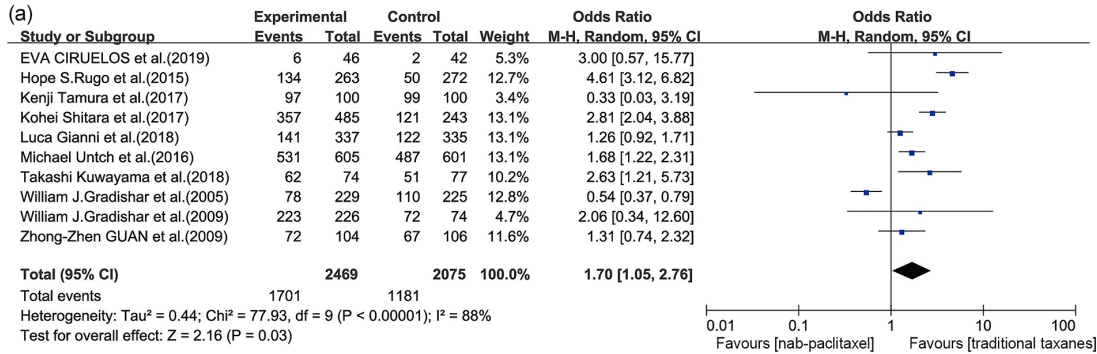 (a)
Experimental Control Odds Ratio Odds Ratio
Study or Subgroup Events Total Events Total Weight M-H, Random, 95% CI M-H, Random, 95% CI
EVA CIRUELOS et al.(2019) 6 46 2 42 5.3% 3.00 [0.57, 15.77]
Hope S.Rugo et al.(2015) 134 263 50 272 12.7% 4.61 [3.12, 6.82]
Kenji Tamura et al.(2017) 97 100 99 100 3.4% 0.33 [0.03, 3.19]
Kohei Shitara et al.(2017) 357 485 121 243 13.1% 2.81 [2.04, 3.88]
Luca Gianni et al.(2018) 141 337 122 335 13.1% 1.26 [0.92, 1.71]
Michael Untch et al.(2016) 531 605 487 601 13.1% 1.68 [1.22, 2.31]
Takashi Kuwayama et al.(2018) 62 74 51 77 10.2% 2.63 [1.21, 5.73]
William J.Gradishar et al.(2005) 78 229 110 225 12.8% 0.54 [0.37, 0.79]
William J.Gradishar et al.(2009) 223 226 72 74 4.7% 2.06 [0.34, 12.60]
Zhong-Zhen GUAN et al.(2009) 72 104 67 106 11.6% 1.31 [0.74, 2.32]
Total (95% CI) 2469 2075 100.0% 1.70 [1.05, 2.76]
Total events 1701 1181
Heterogeneity: Tau² = 0.44; Chi² = 77.93, df = 9 (P < 0.00001); I² = 88%
Test for overall effect: Z = 2.16 (P = 0.03)
0.01 0.1 1 10 100
Favours [nab-paclitaxel] Favours [traditional taxanes]